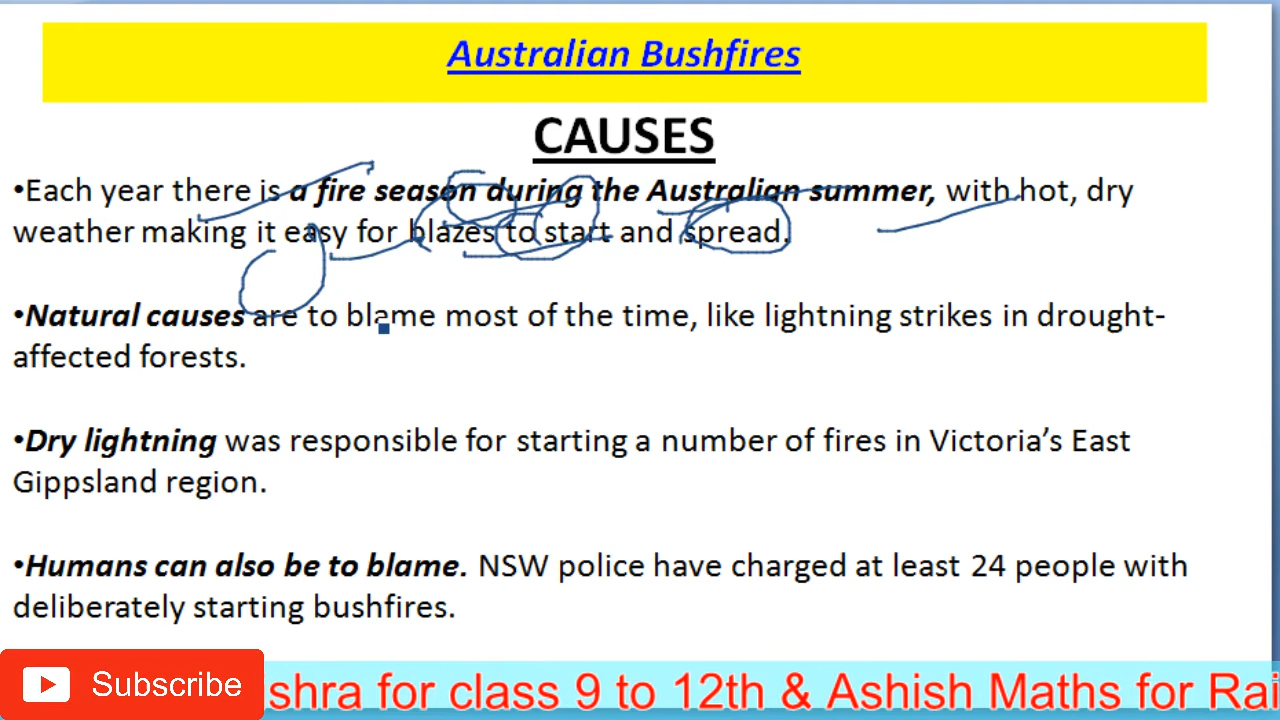 Australian Bushfires
CAUSES
•Each year there is a fire season during the Australian summer, with hot, dry
weather making it easy for blazes to start and spread.
•Natural causes are to blame most of the time, like lightning strikes in drought-
affected forests.
•Dry lightning was responsible for starting a number of fires in Victoria’s East
Gippsland region.
•Humans can also be to blame. NSW police have charged at least 24 people with
deliberately starting bushfires.
Subscribe
shra for class 9 to 12th & Ashish Maths for Rai